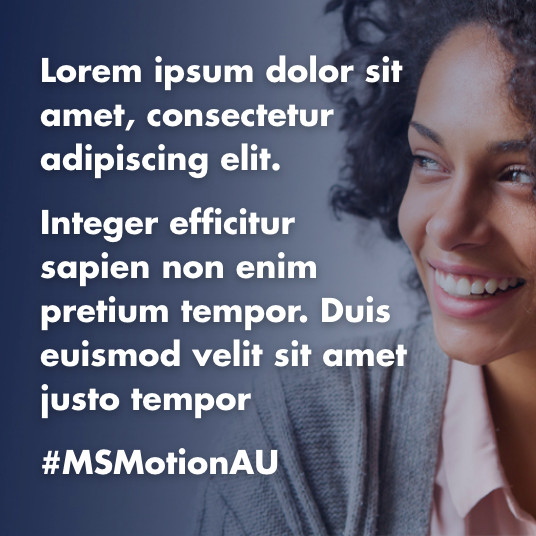 Lorem ipsum dolor sit
amet, consectetur
adipiscing elit.
Integer efficitur
sapien non enim
pretium tempor. Duis
euismod velit sit amet
justo tempor
#MSMotionAU